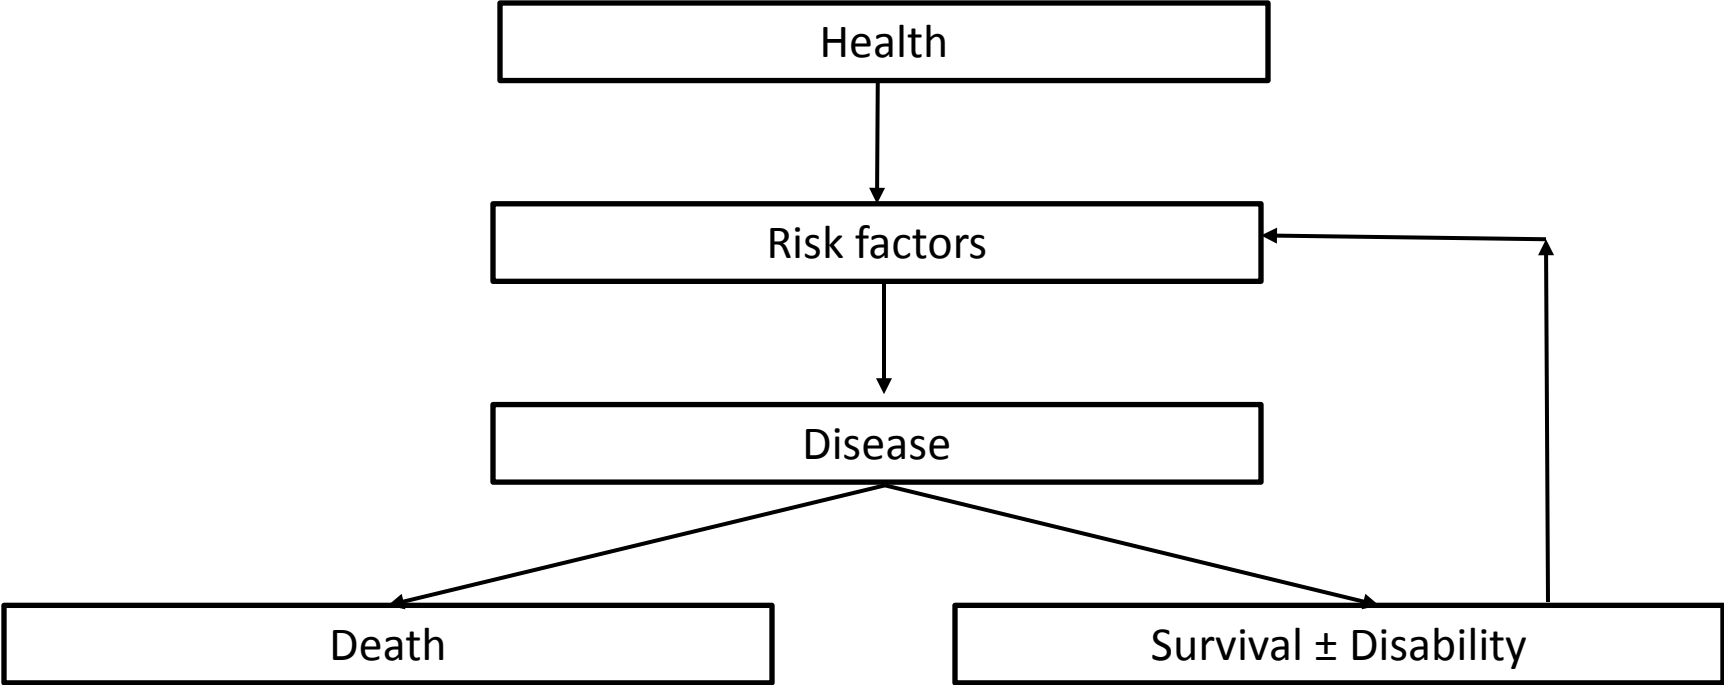 Health
Risk factors
Disease
Death
Survival ± Disability